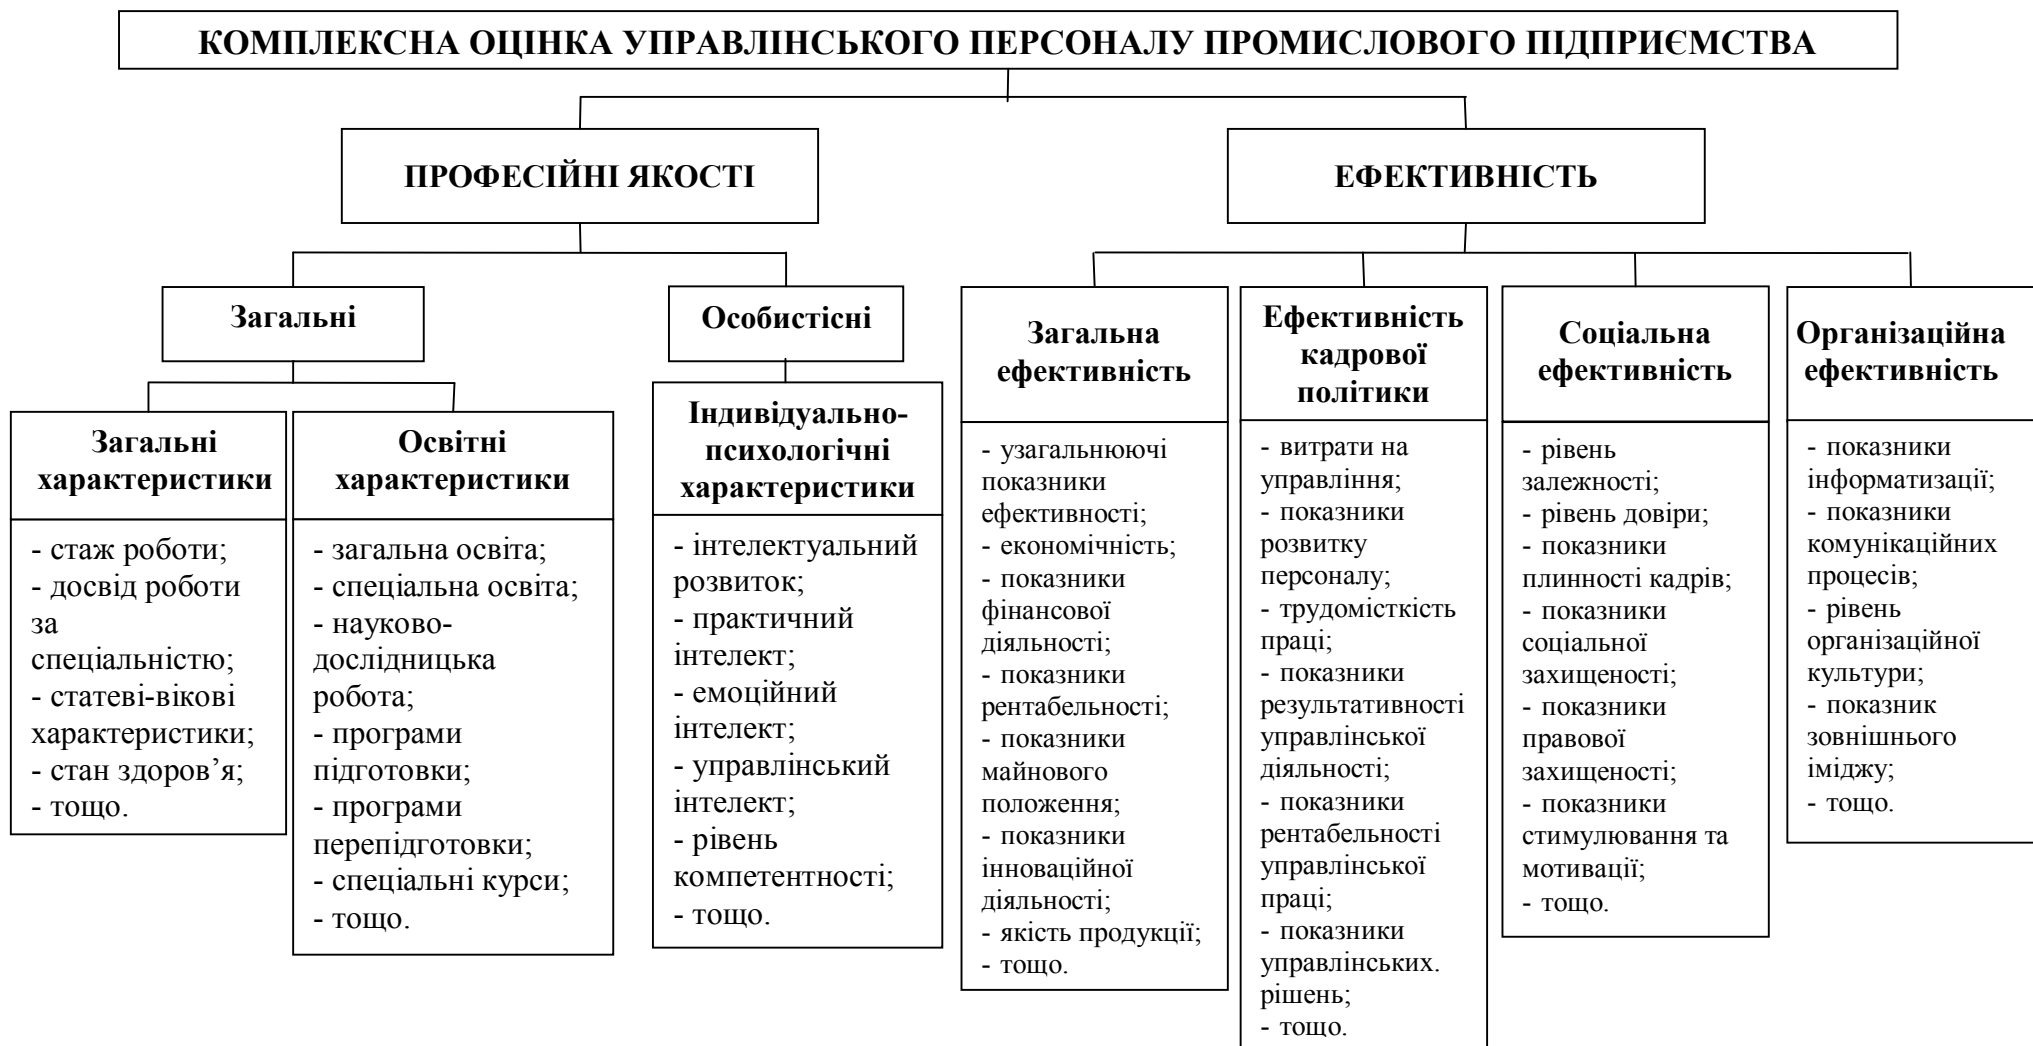 КОМПЛЕКСНА ОЦІНКА УПРАВЛІНСЬКОГО ПЕРСОНАЛУ ПРОМИСЛОВОГО ПІДПРИЄМСТВА
ПРОФЕСІЙНІ ЯКОСТІ
ЕФЕКТИВНІСТЬ
Загальні
Особистісні
Загальні
характеристики
- стаж роботи;
- досвід роботи
за
спеціальністю;
- статеві-вікові
характеристики;
- стан здоров’я;
- тощо.
Освітні
характеристики
- загальна освіта;
- спеціальна освіта;
- науково-
дослідницька
робота;
- програми
підготовки;
- програми
перепідготовки;
- спеціальні курси;
- тощо.
Індивідуально-
психологічні
характеристики
- інтелектуальний
розвиток;
- практичний
інтелект;
- емоційний
інтелект;
- управлінський
інтелект;
- рівень
компетентності;
- тощо.
Загальна
ефективність
- узагальнюючі
показники
ефективності;
- економічність;
- показники
фінансової
діяльності;
- показники
рентабельності;
- показники
майнового
положення;
- показники
інноваційної
діяльності;
- якість продукції;
- тощо.
Ефективність
кадрової
політики
- витрати на
управління;
- показники
розвитку
персоналу;
- трудомісткість
праці;
- показники
результативності
управлінської
діяльності;
- показники
рентабельності
управлінської
праці;
- показники
управлінських.
рішень;
- тощо.
Соціальна
ефективність
- рівень
залежності;
- рівень довіри;
- показники
плинності кадрів;
- показники
соціальної
захищеності;
- показники
правової
захищеності;
- показники
стимулювання та
мотивації;
- тощо.
Організаційна
ефективність
- показники
інформатизації;
- показники
комунікаційних
процесів;
- рівень
організаційної
культури;
- показник
зовнішнього
іміджу;
- тощо.